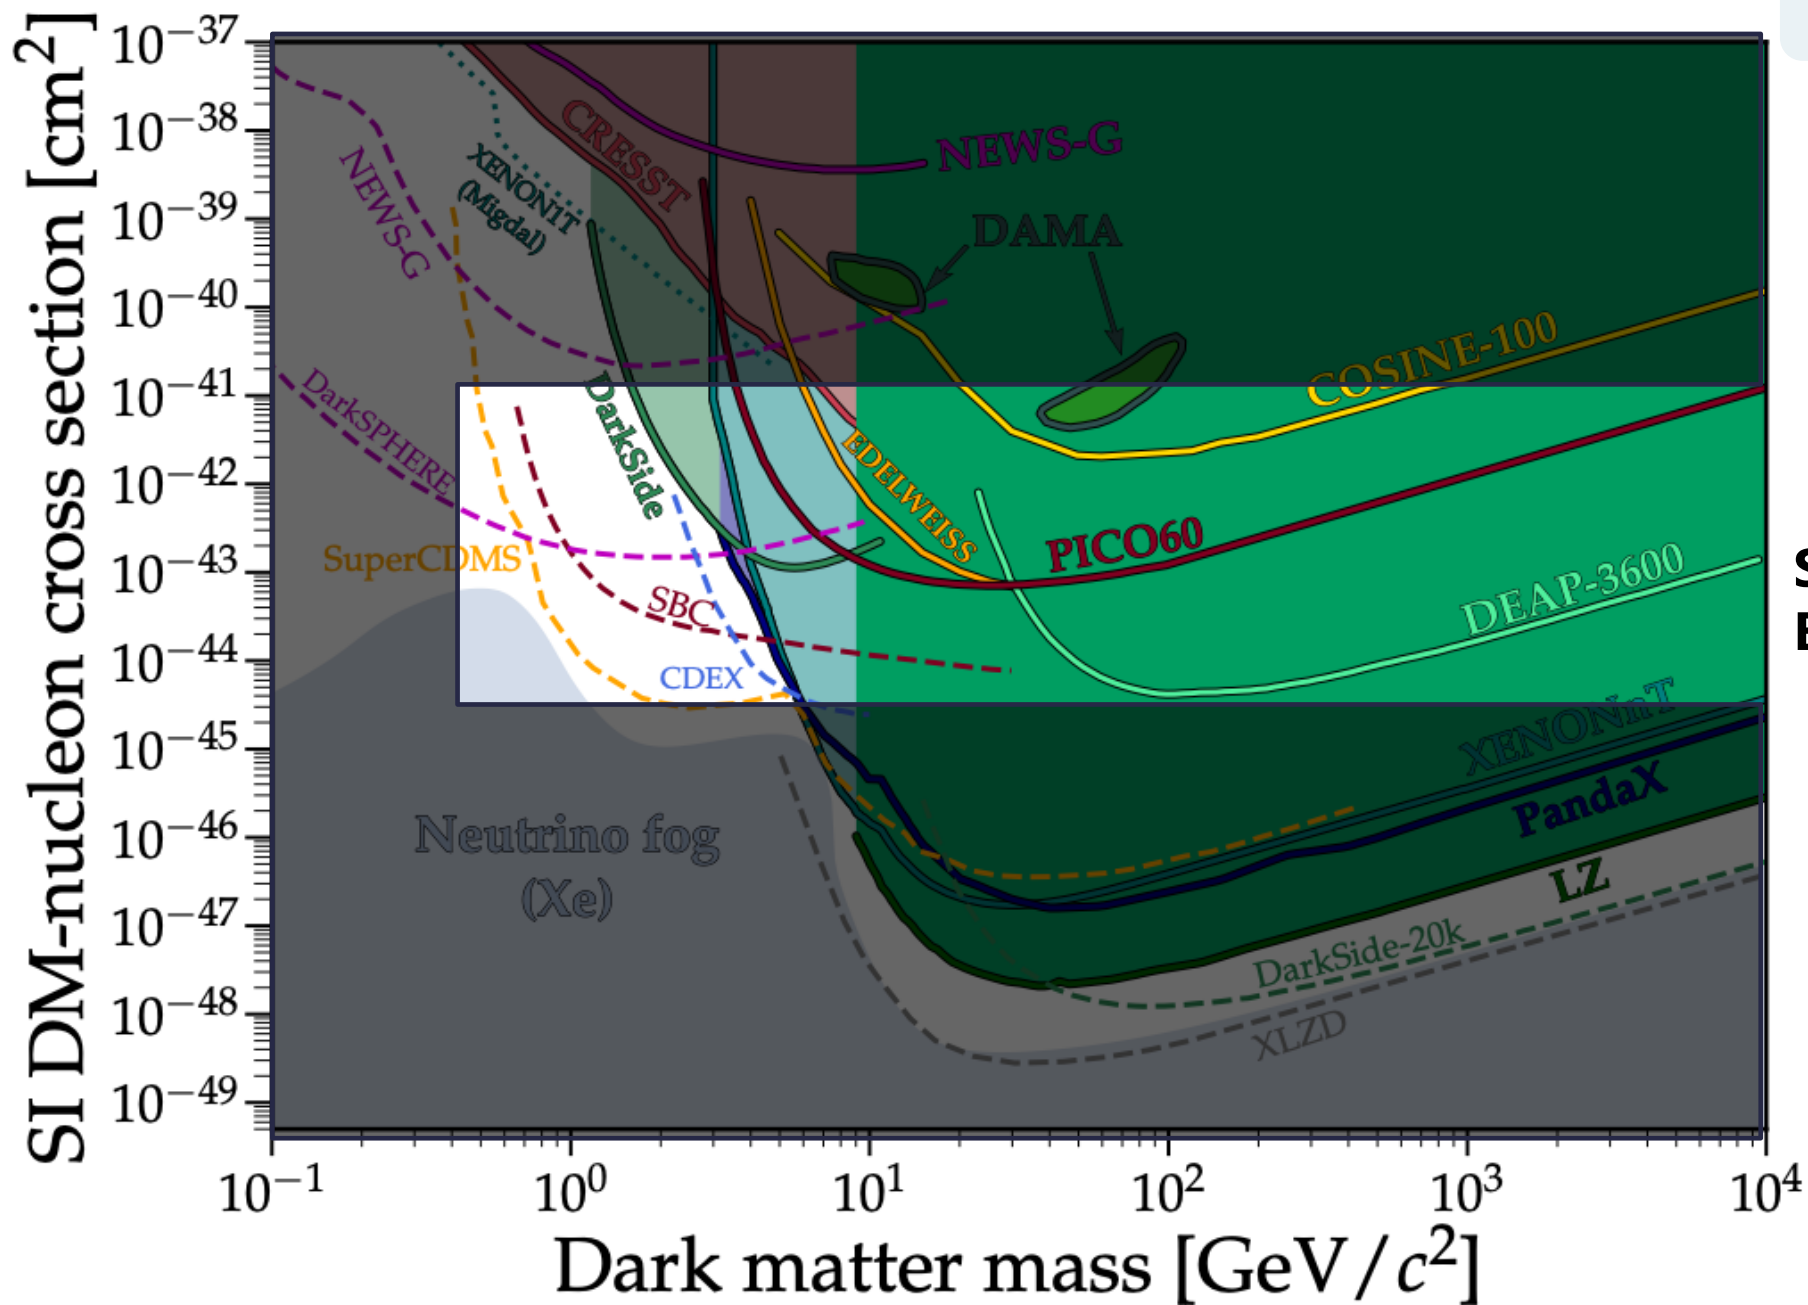 SI DM-nucleon cross section [cm²]
10⁻³⁷
10⁻³⁸
10⁻³⁹
10⁻⁴⁰
10⁻⁴¹
10⁻⁴²
10⁻⁴³
10⁻⁴⁴
10⁻⁴⁵
10⁻⁴⁶
10⁻⁴⁷
10⁻⁴⁸
10⁻⁴⁹
CRESST
NEWS-G
NEWS-G
XENON1T
(Migdal)
DAMA
COSINE-100
DarkSPHERE
DarkSide
EDELWEISS
SuperCDMS
PICO60
SBC
DEAP-3600
CDEX
XENONnT
PandaX
Neutrino fog
(Xe)
LZ
DarkSide-20k
XLZD
10⁻¹
10⁰
10¹
10²
10³
10⁴
Dark matter mass [GeV/c²]